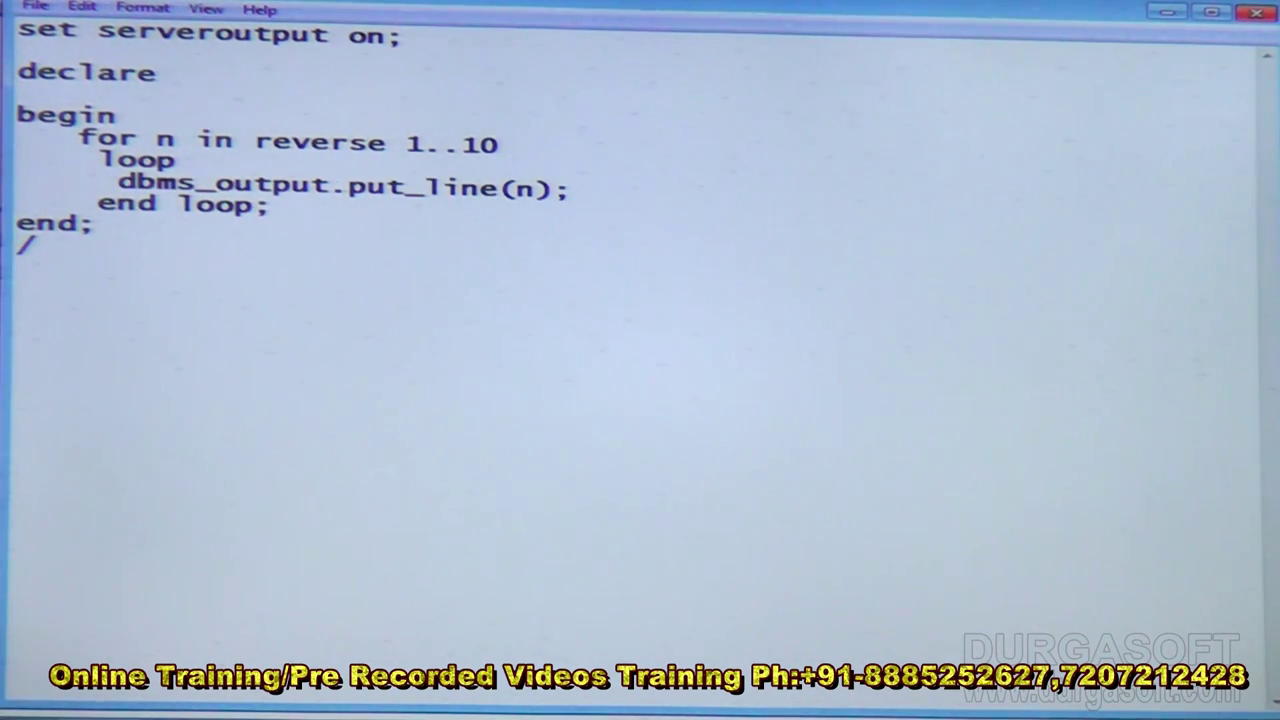 File Edit Format View Help
set serveroutput on;
declare
begin
for n in reverse 1..10
loop
dbms_output.put_line(n);
end loop;
end;
/
DURGASOFT
www.durgasoft.com
Online Training/Pre Recorded Videos Training Ph:+91-8885252627,7207212428